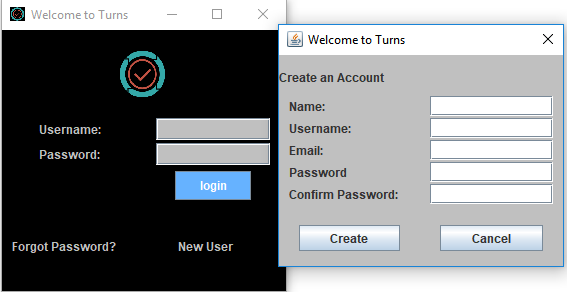 Welcome to Turns
Username:
Password:
login
Forgot Password? New User
Welcome to Turns
Create an Account
Name:
Username:
Email:
Password
Confirm Password:
Create Cancel